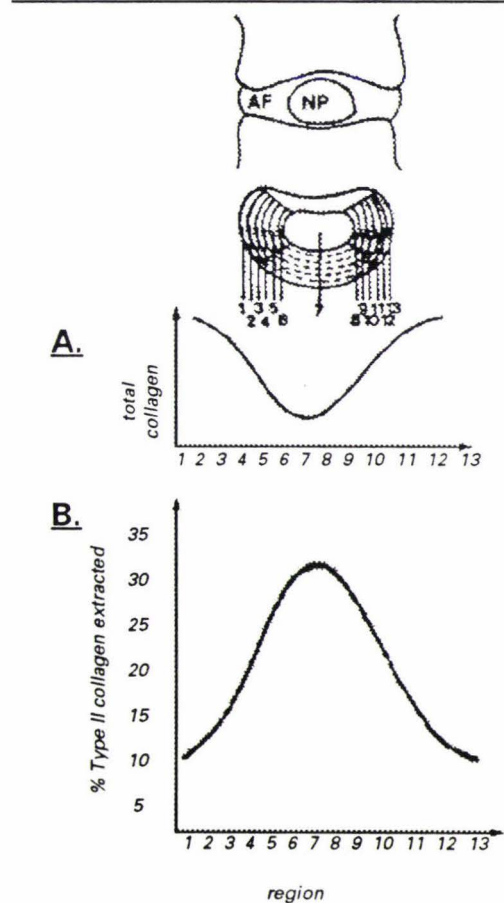 AF NP
1 3 5 7 9 11 13
2 4 6 8 10 12
A.
total
collagen
1 2 3 4 5 6 7 8 9 10 11 12 13
B.
35
30
25
20
15
10
5
% Type II collagen extracted
1 2 3 4 5 6 7 8 9 10 11 12 13
region